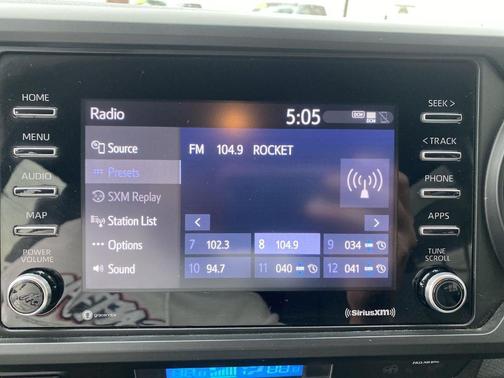 HOME
MENU
AUDIO
MAP
POWER
VOLUME
Radio
5:05
DCM
Source
Presets
SXM Replay
Station List
Options
Sound
FM 104.9 ROCKET
<
>
7 102.3
8 104.9
9 034
10 94.7
11 040
12 041
SEEK >
< TRACK
PHONE
APPS
TUNE
SCROLL
gracenote
((SiriusXM))